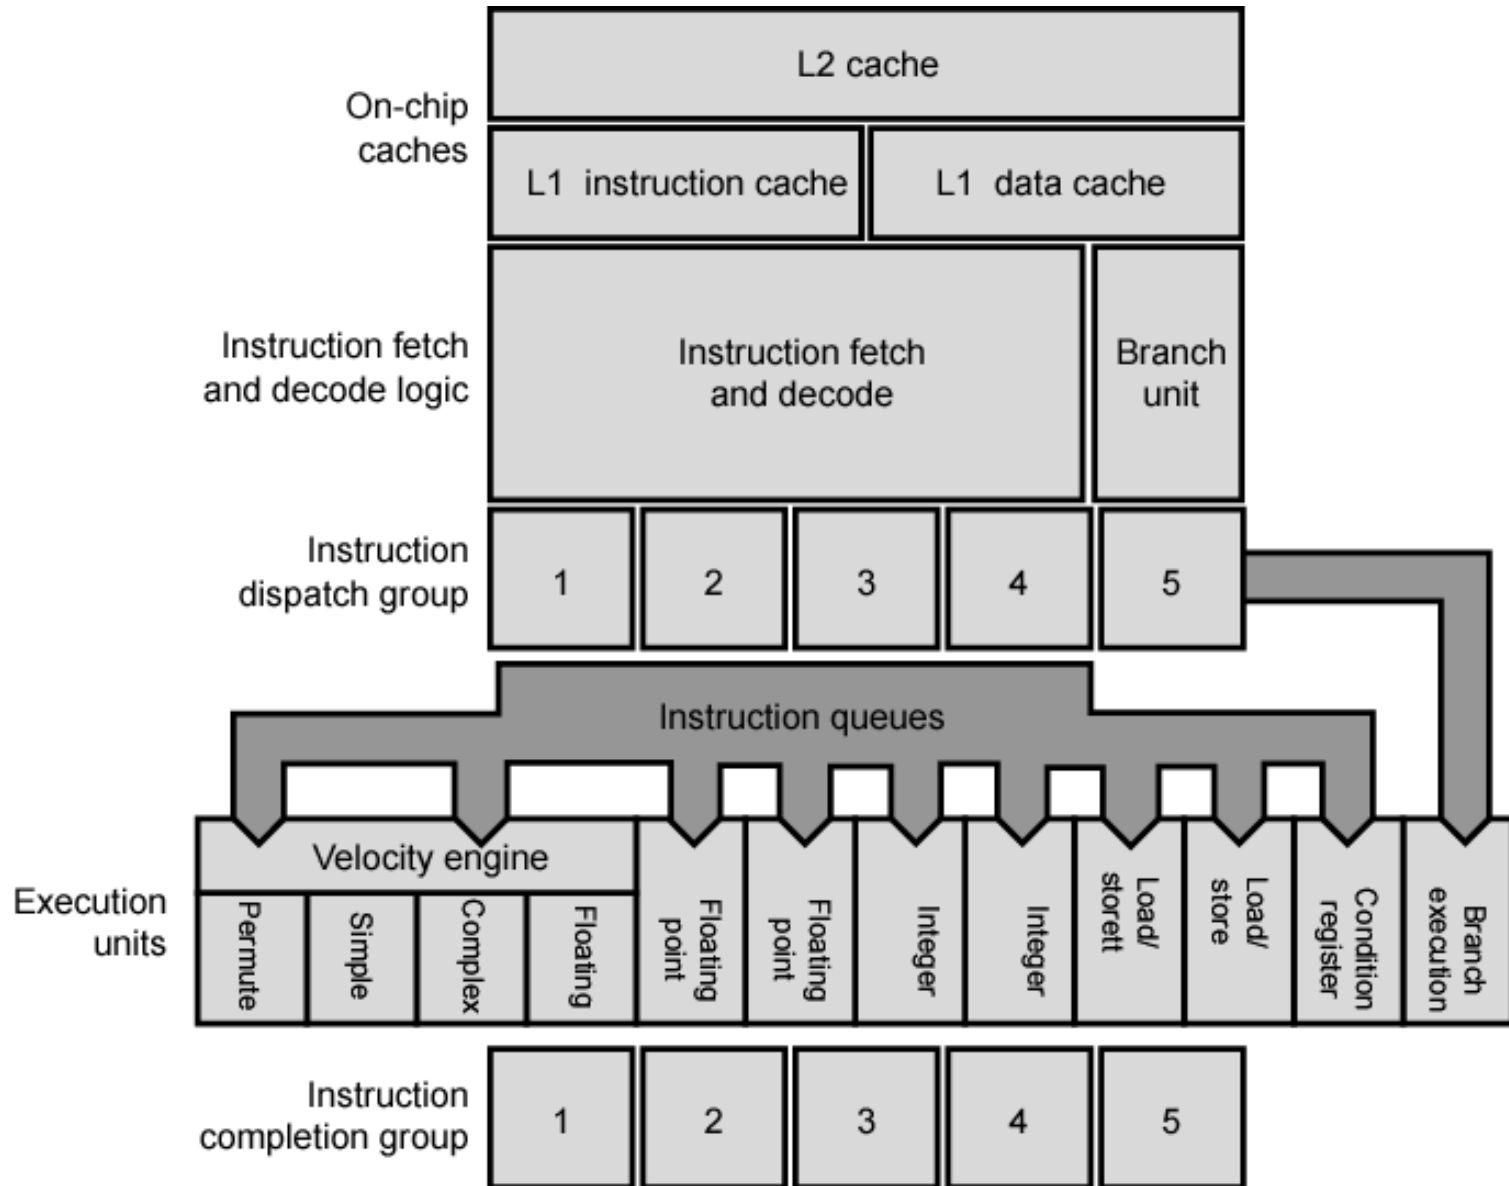 L2 cache
On-chip
caches
L1 instruction cache
L1 data cache
Instruction fetch
and decode logic
Instruction fetch
and decode
Branch
unit
Instruction
dispatch group
1
2
3
4
5
Instruction queues
Execution
units
Velocity engine
Permute
Simple
Complex
Floating
Floating
point
Floating
point
Integer
Integer
Load/
storett
Load/
store
Condition
register
Branch
execution
Instruction
completion group
1
2
3
4
5